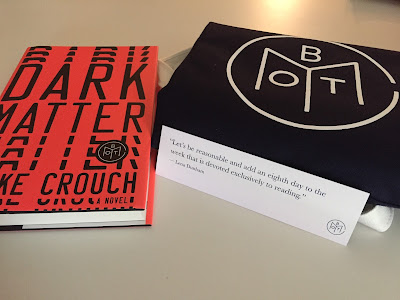 DARK
MATTER
KE CROUCH
A NOVEL
BOTM
BOTM
"Let's be reasonable and add an eighth day to the
week that is devoted exclusively to reading."
— Lena Dunham
BOTM